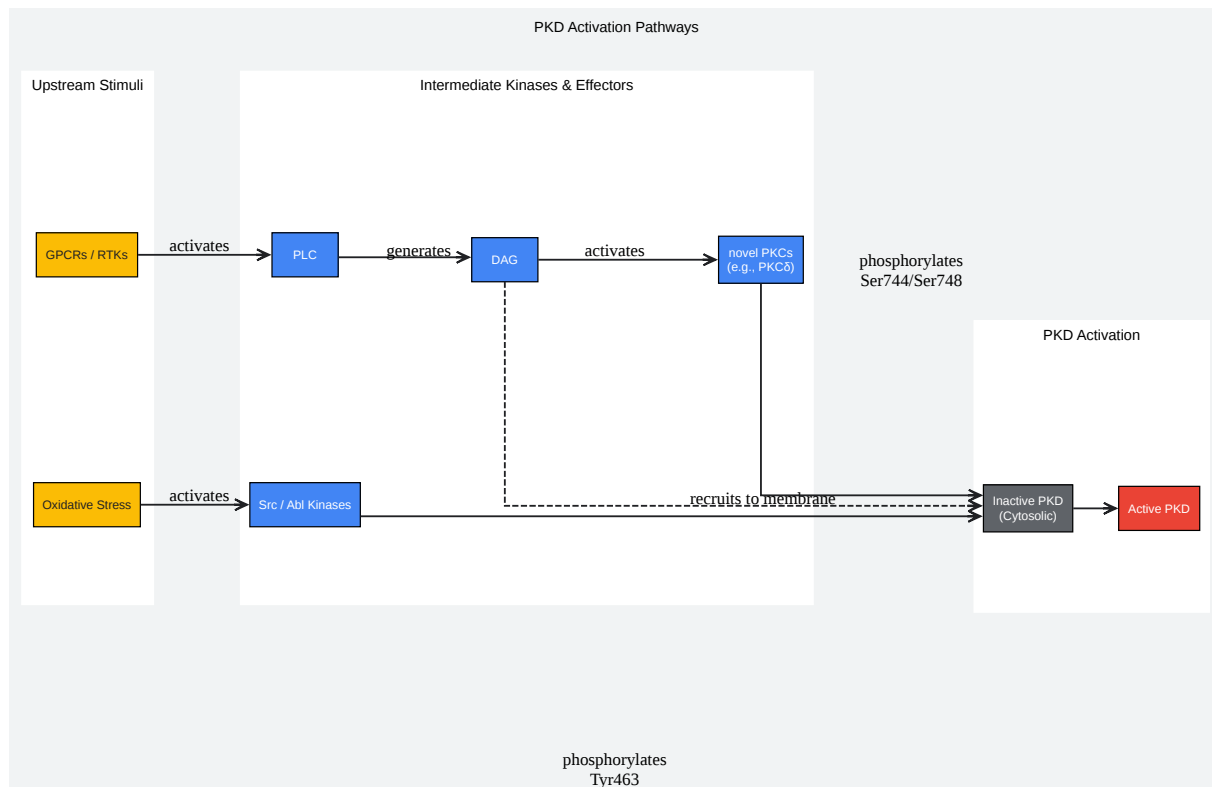 PKD Activation Pathways
Upstream Stimuli
Intermediate Kinases & Effectors
GPCRs / RTKs
activates
PLC
generates
DAG
activates
novel PKCs
(e.g., PKCδ)
phosphorylates
Ser744/Ser748
PKD Activation
Oxidative Stress
activates
Src / Abl Kinases
recruits to membrane
Inactive PKD
(Cytosolic)
Active PKD
phosphorylates
Tyr463